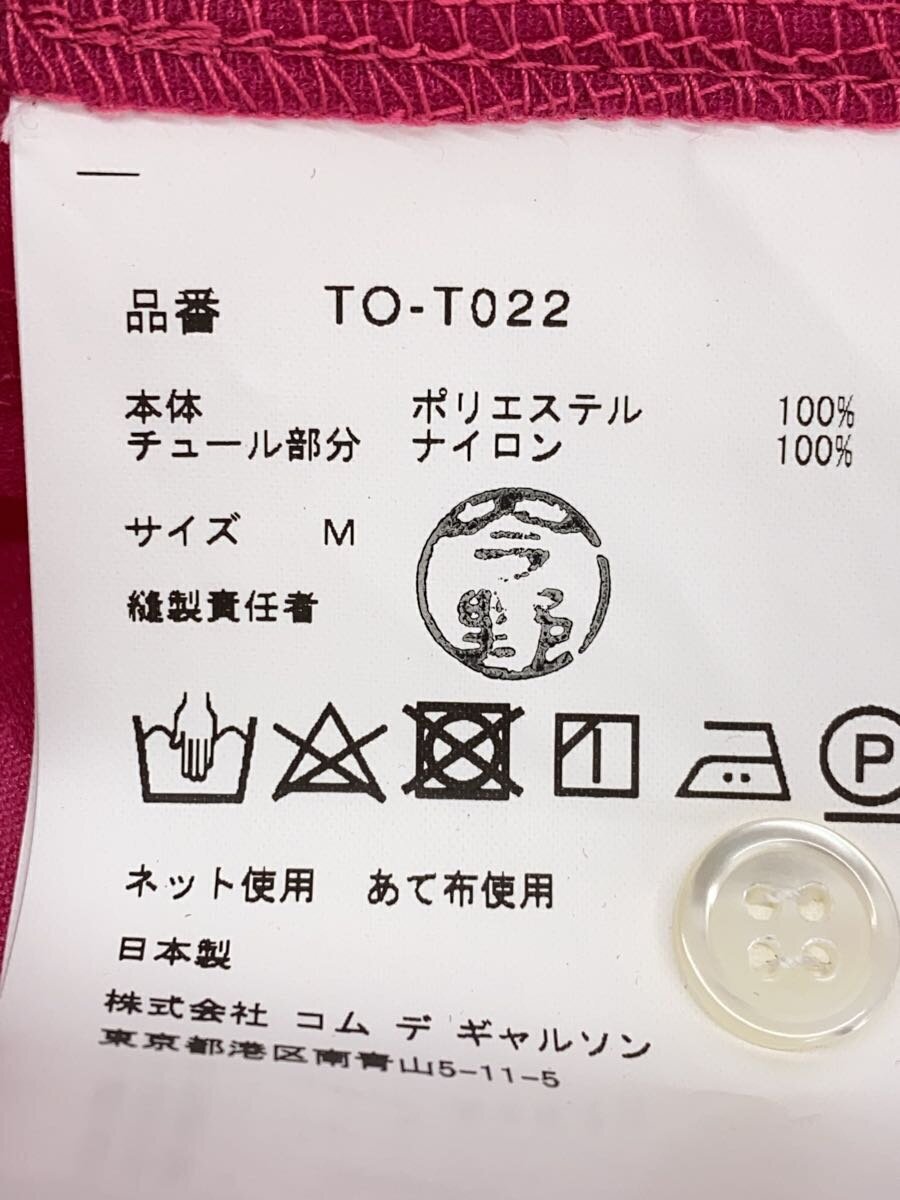 品番 TO-T022
本体 ポリエステル 100%
チュール部分 ナイロン 100%
サイズ M
縫製責任者
今野
P
ネット使用 あて布使用
日本製
株式会社 コム デ ギャルソン
東京都港区南青山5-11-5